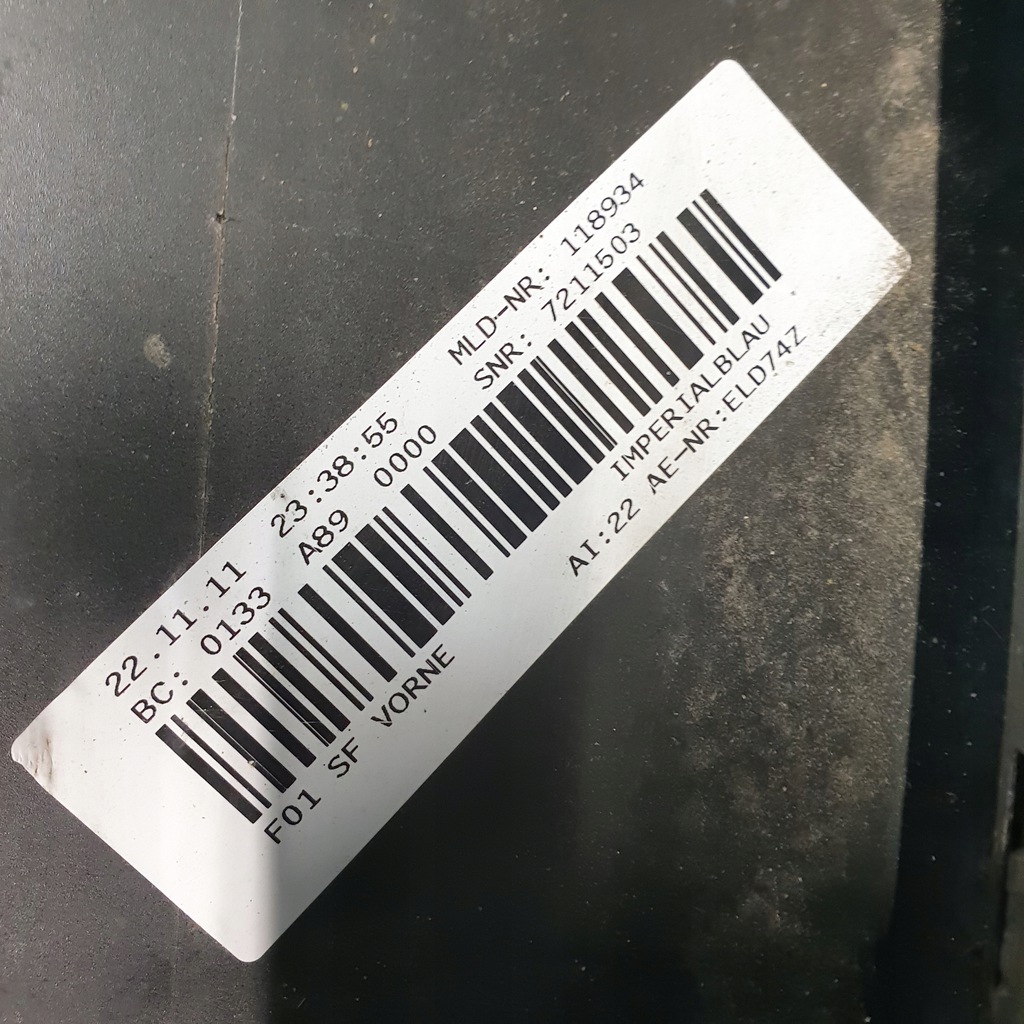 22.11.11 23:38:55 MLD-NR: 118934
BC: 0133 A89 0000 SNR: 7211503
F01 SF VORNE IMPERIALBLAU
AI:22 AE-NR:ELD74Z